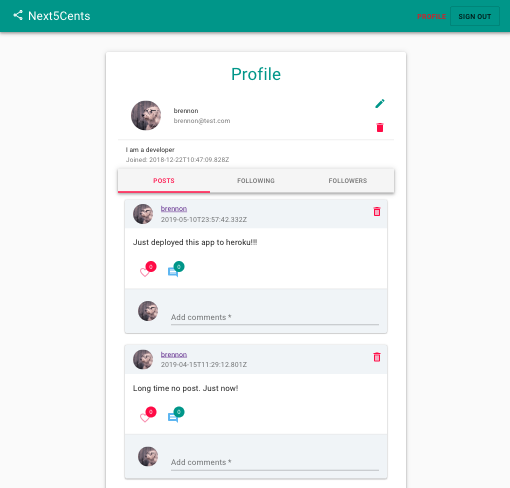 Next5Cents
PROFILE
SIGN OUT
Profile
brennon
brennon@test.com
I am a developer
Joined: 2018-12-22T10:47:09.828Z
POSTS
FOLLOWING
FOLLOWERS
brennon
2019-05-10T23:57:42.332Z
Just deployed this app to heroku!!!
0
0
Add comments *
brennon
2019-04-15T11:29:12.801Z
Long time no post. Just now!
0
0
Add comments *